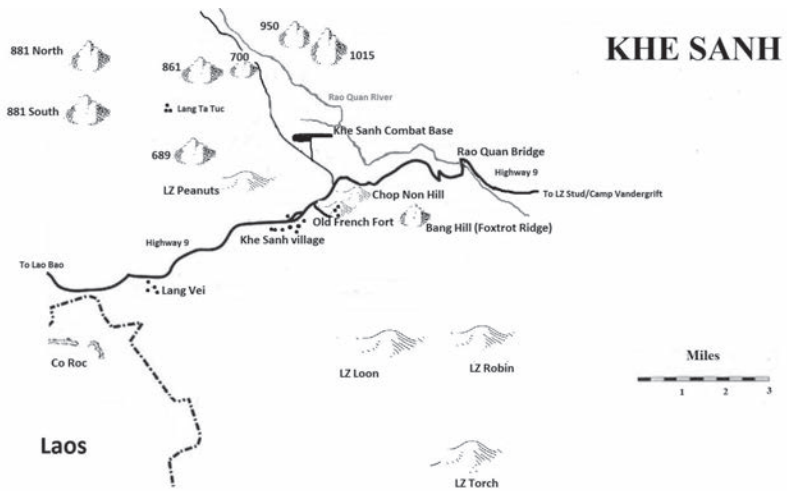 950
1015
KHE SANH
881 North
861
700
Rao Quan River
881 South
Lang Ta Tuc
Khe Sanh Combat Base
689
Rao Quan Bridge
Highway 9
LZ Peanuts
To LZ Stud/Camp Vandergrift
Chop Non Hill
Old French Fort
Bang Hill (Foxtrot Ridge)
Khe Sanh village
Highway 9
To Lao Bao
Lang Vei
Co Roc
LZ Loon
LZ Robin
Miles
1 2 3
Laos
LZ Torch